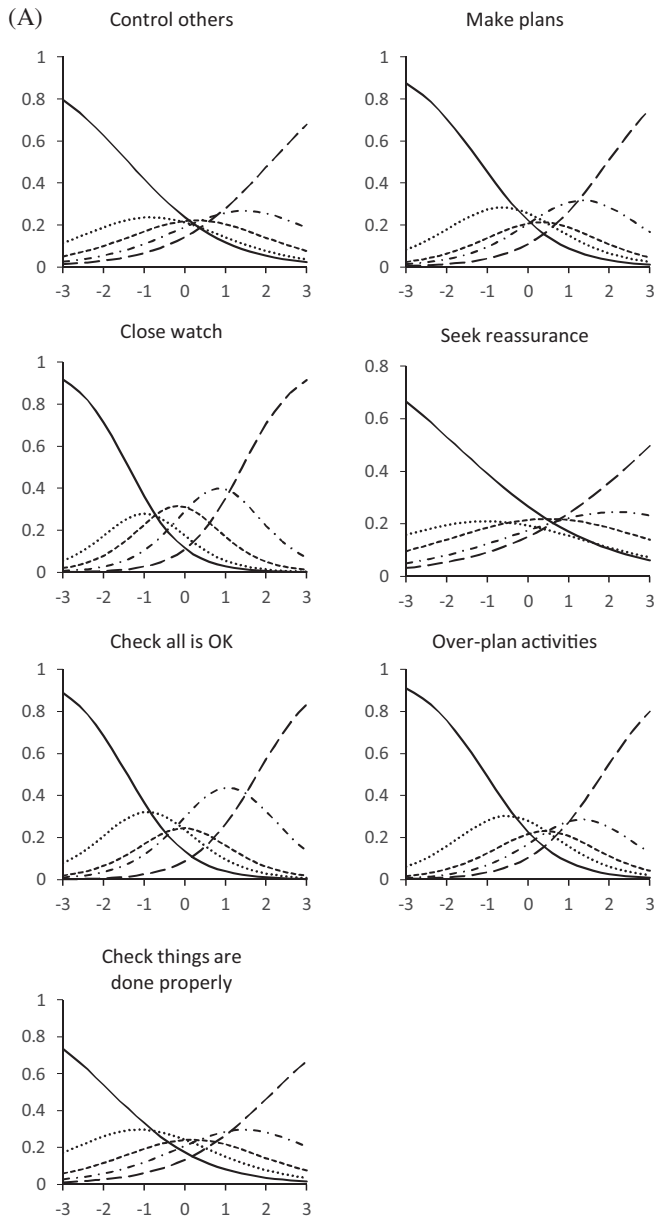 (A)
Control others
1
0.8
0.6
0.4
0.2
0
-3 -2 -1 0 1 2 3
Make plans
1
0.8
0.6
0.4
0.2
0
-3 -2 -1 0 1 2 3
Close watch
1
0.8
0.6
0.4
0.2
0
-3 -2 -1 0 1 2 3
Seek reassurance
0.8
0.6
0.4
0.2
0
-3 -2 -1 0 1 2 3
Check all is OK
1
0.8
0.6
0.4
0.2
0
-3 -2 -1 0 1 2 3
Over-plan activities
1
0.8
0.6
0.4
0.2
0
-3 -2 -1 0 1 2 3
Check things are
done properly
1
0.8
0.6
0.4
0.2
0
-3 -2 -1 0 1 2 3